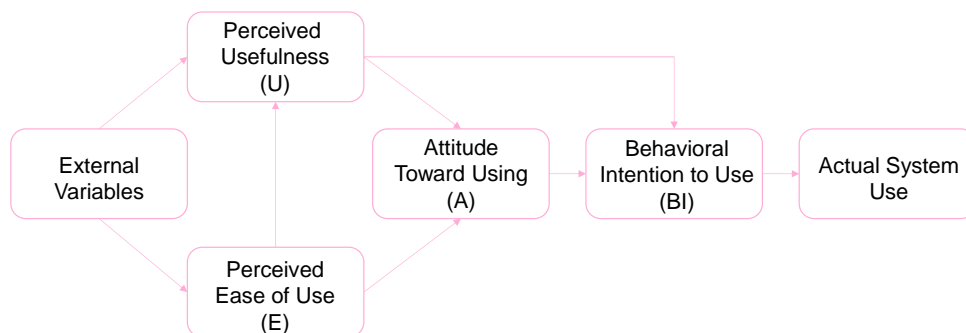 Perceived
Usefulness
(U)
External
Variables
Attitude
Toward Using
(A)
Behavioral
Intention to Use
(BI)
Actual System
Use
Perceived
Ease of Use
(E)